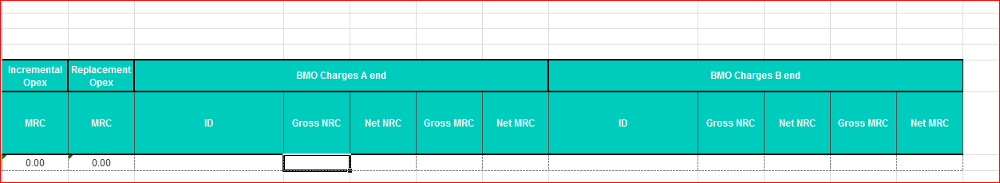 Incremental Opex
Replacement Opex
BMO Charges A end
BMO Charges B end
MRC
MRC
ID
Gross NRC
Net NRC
Gross MRC
Net MRC
ID
Gross NRC
Net NRC
Gross MRC
Net MRC
0.00
0.00